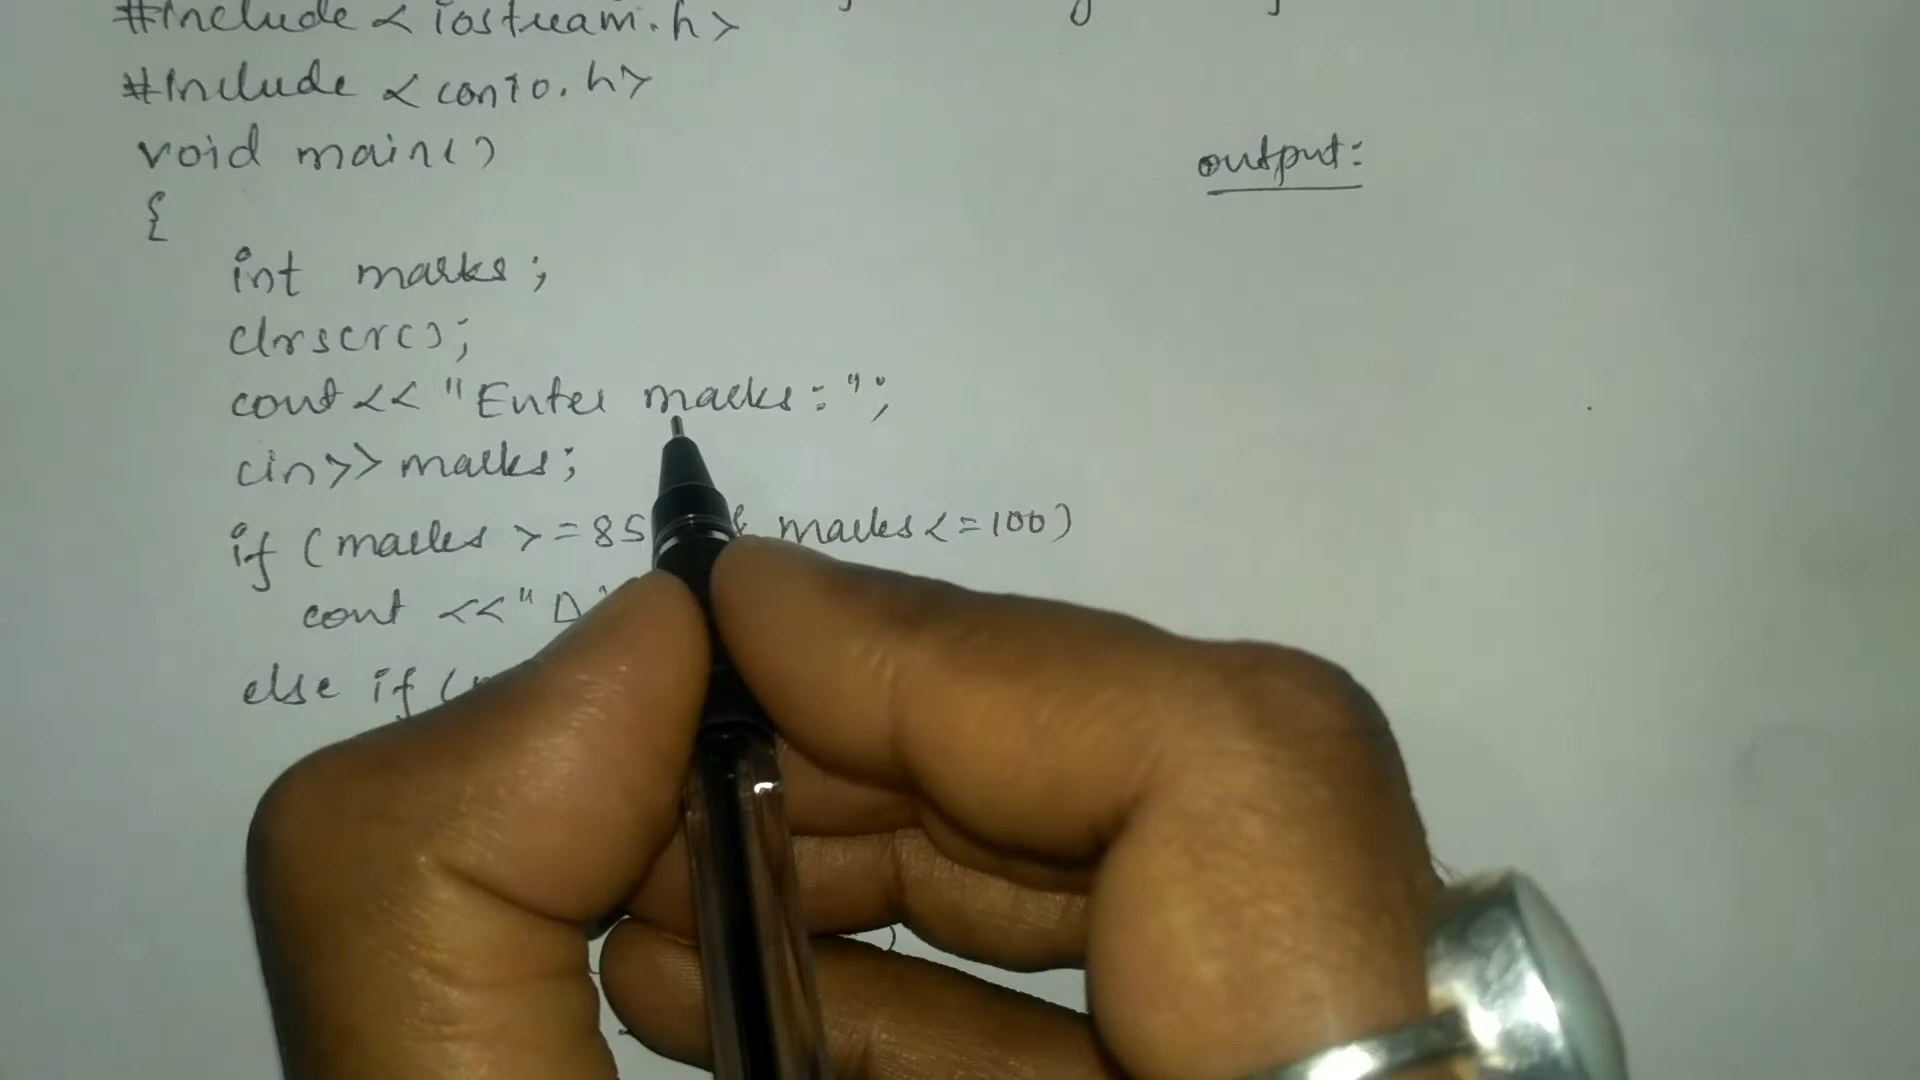 #include < iostream.h >
#include < conio.h >
void main()
output:
{
int marks;
clrscr();
cout << "Enter marks: ";
cin >> marks;
if (marks >= 85 & marks <= 100)
cout << "D
else if (